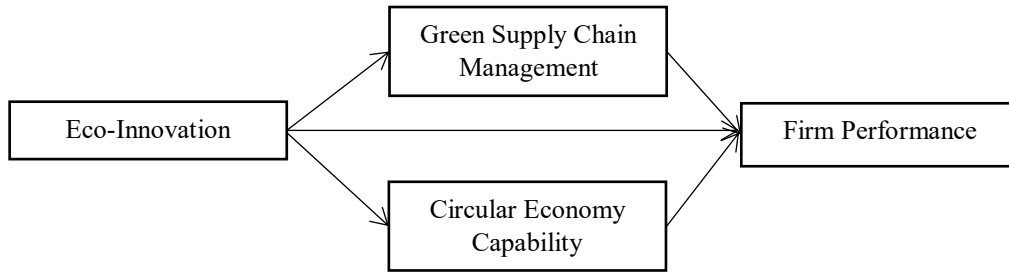 Green Supply Chain
Management
Eco-Innovation
Firm Performance
Circular Economy
Capability